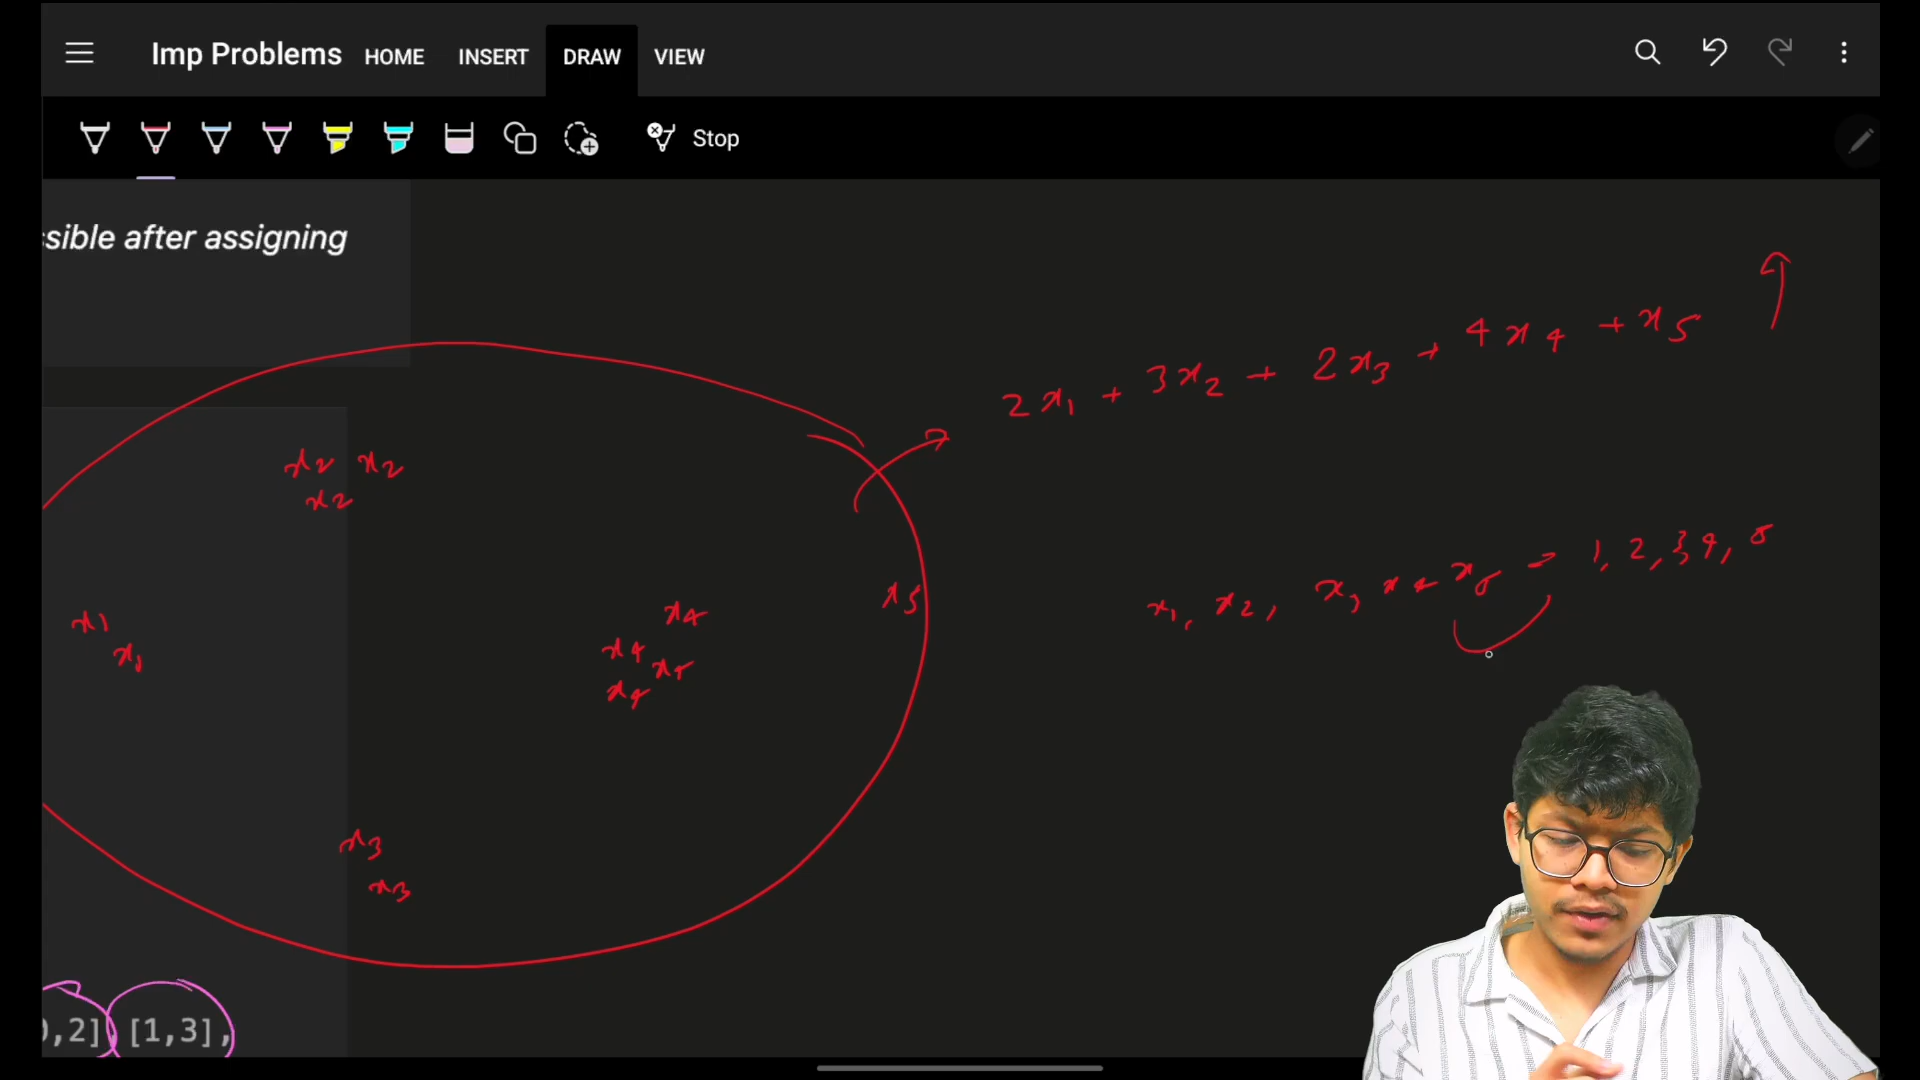 Imp Problems HOME INSERT DRAW VIEW
Stop
sible after assigning
2x1 + 3x2 + 2x3 + 4x4 + x5
x2 x2
x2
x1, x2, x3 x4 x5 = 1, 2, 3, 4, 5
x1
x1
x4
x4
x4
x4
x5
x3
x3
,2], [1,3],